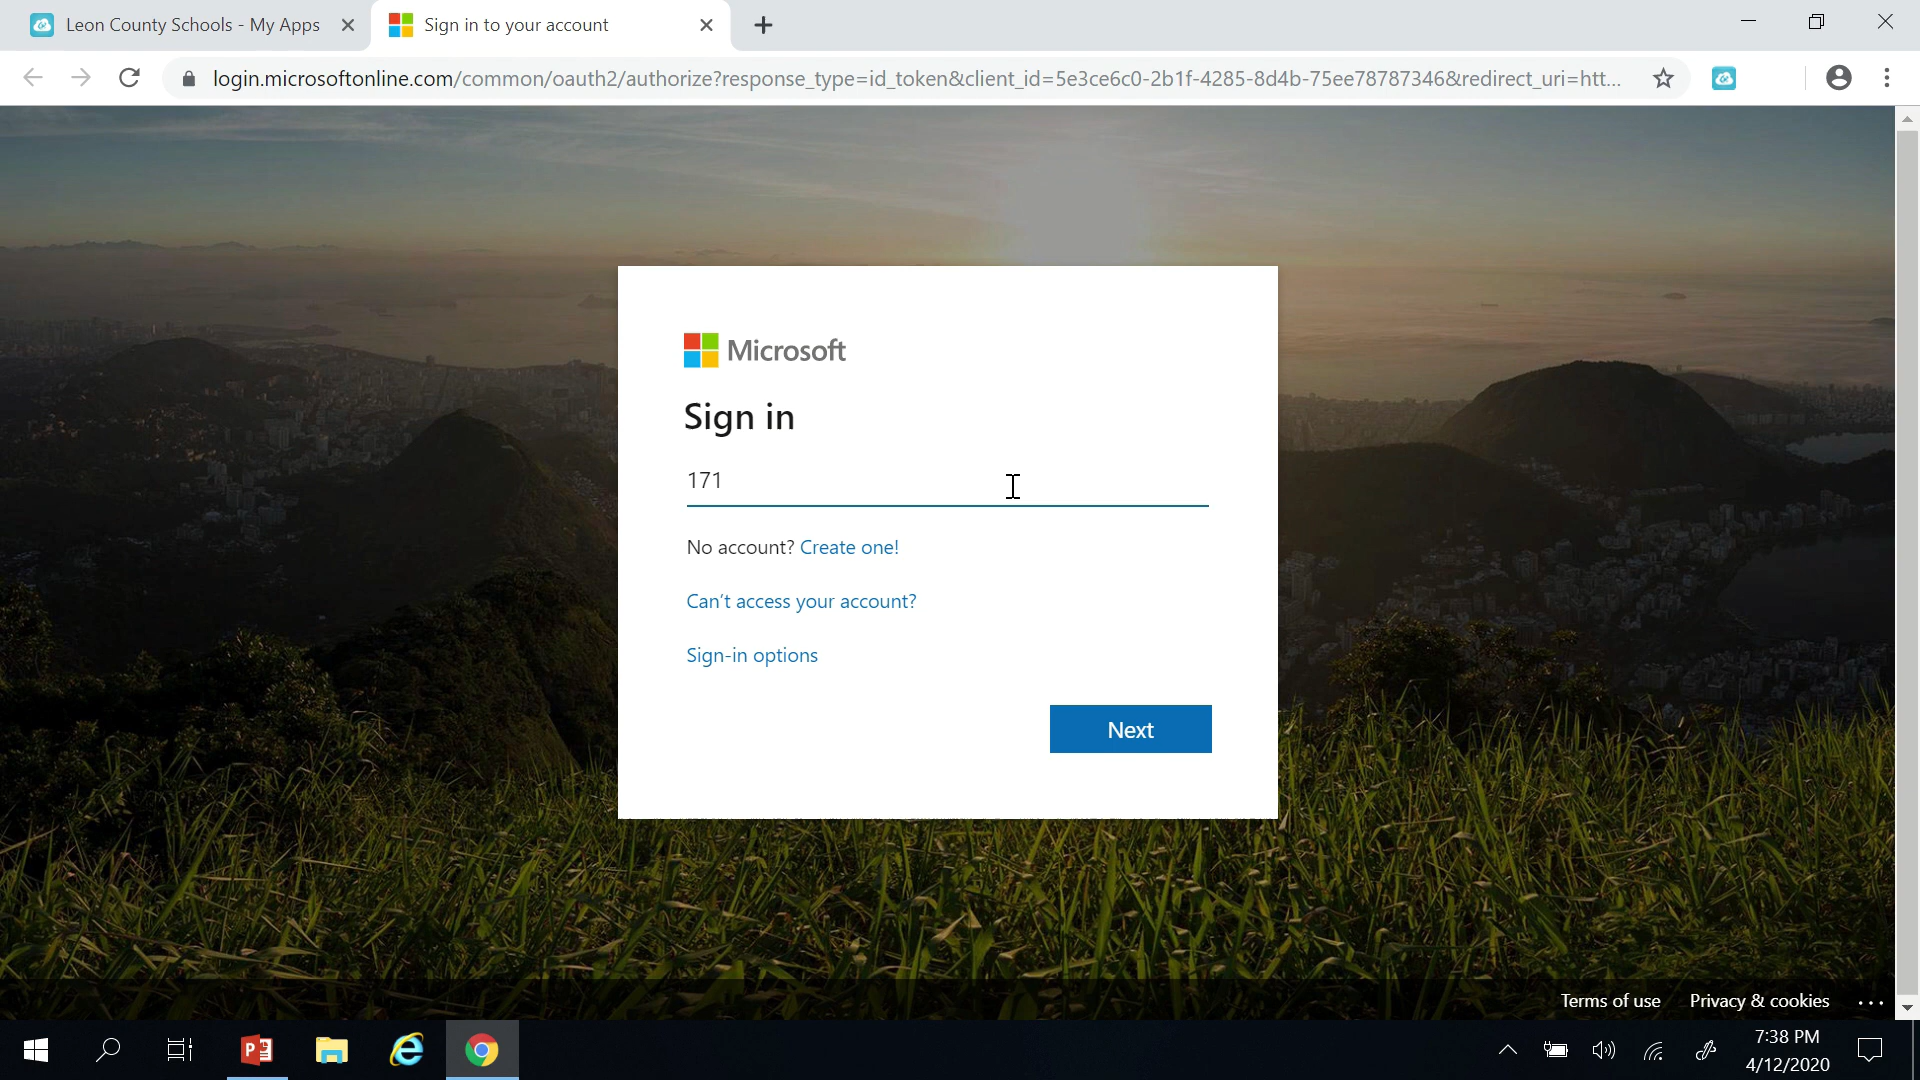 Leon County Schools - My Apps
Sign in to your account
login.microsoftonline.com/common/oauth2/authorize?response_type=id_token&client_id=5e3ce6c0-2b1f-4285-8d4b-75ee78787346&redirect_uri=htt...
Microsoft
Sign in
171
No account? Create one!
Can't access your account?
Sign-in options
Next
Terms of use Privacy & cookies ...
7:38 PM
4/12/2020